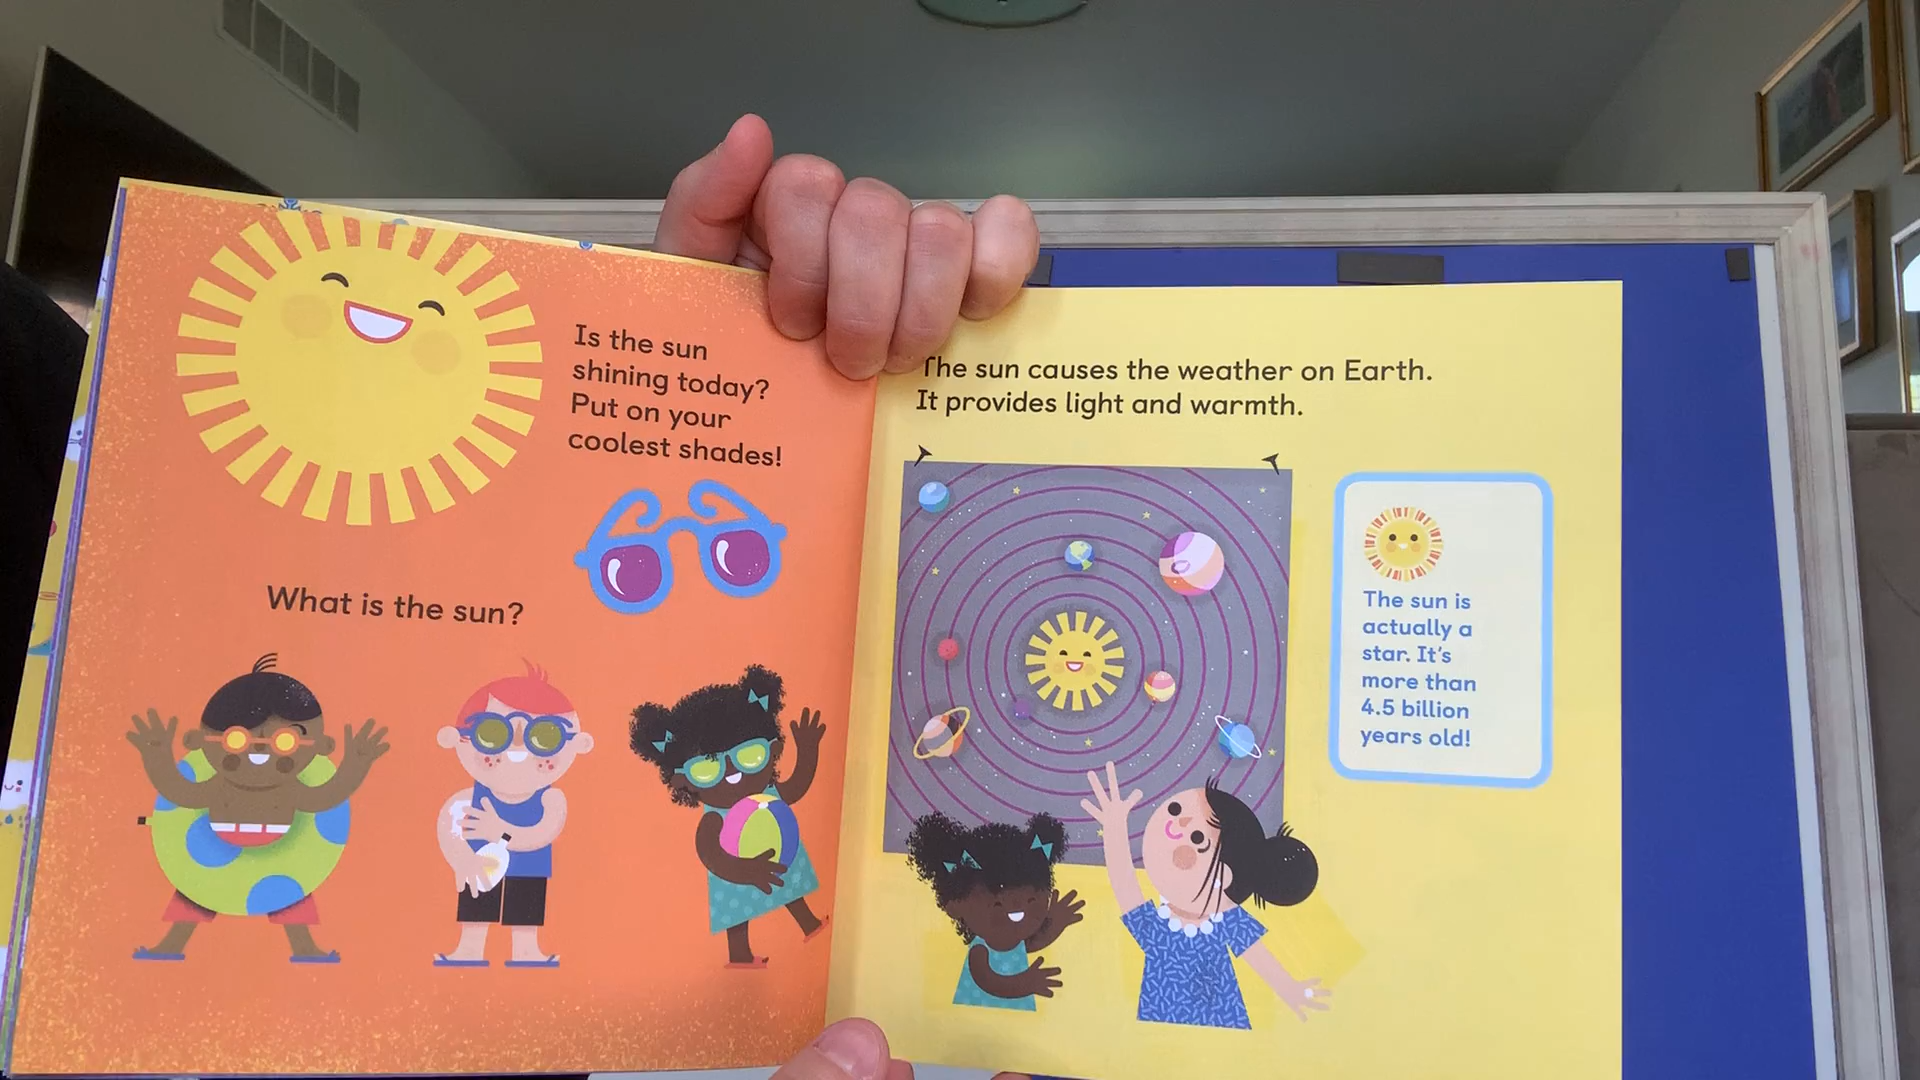 Is the sun
shining today?
Put on your
coolest shades!
What is the sun?
The sun causes the weather on Earth.
It provides light and warmth.
The sun is
actually a
star. It's
more than
4.5 billion
years old!